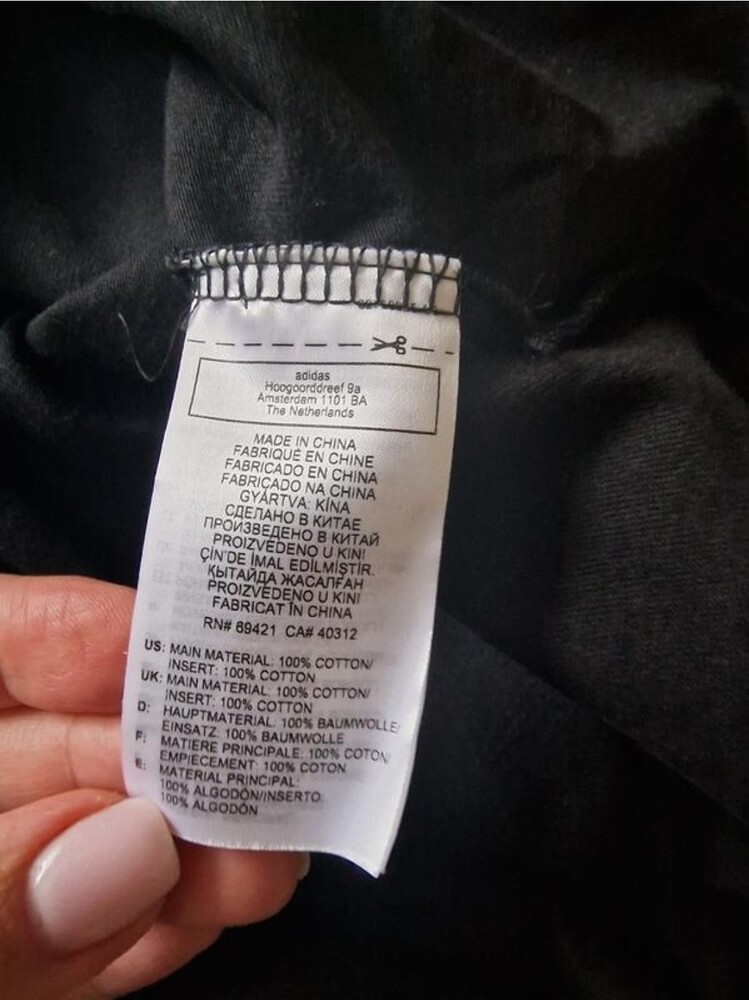 adidas
Hoogoorddreef 9a
Amsterdam 1101 BA
The Netherlands
MADE IN CHINA
FABRIQUÉ EN CHINE
FABRICADO EN CHINA
FABRICADO NA CHINA
GYÁRTVA: KÍNA
СДЕЛАНО В КИТАЕ
ПРОИЗВЕДЕНО В КИТАЙ
PROIZVEDENO U KINI
ÇİN'DE İMAL EDİLMİŞTİR.
ҚЫТАЙДА ЖАСАЛҒАН
PROIZVEDENO U KINI
FABRICAT ÎN CHINA
RN# 69421 CA# 40312
US: MAIN MATERIAL: 100% COTTON/
INSERT: 100% COTTON
UK: MAIN MATERIAL: 100% COTTON/
INSERT: 100% COTTON
D: HAUPTMATERIAL: 100% BAUMWOLLE/
EINSATZ: 100% BAUMWOLLE
F: MATIERE PRINCIPALE: 100% COTON/
EMPIECEMENT: 100% COTON
E: MATERIAL PRINCIPAL:
100% ALGODÓN/INSERTO:
100% ALGODÓN